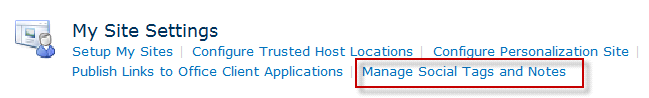 My Site Settings
Setup My Sites | Configure Trusted Host Locations | Configure Personalization Site |
Publish Links to Office Client Applications | Manage Social Tags and Notes